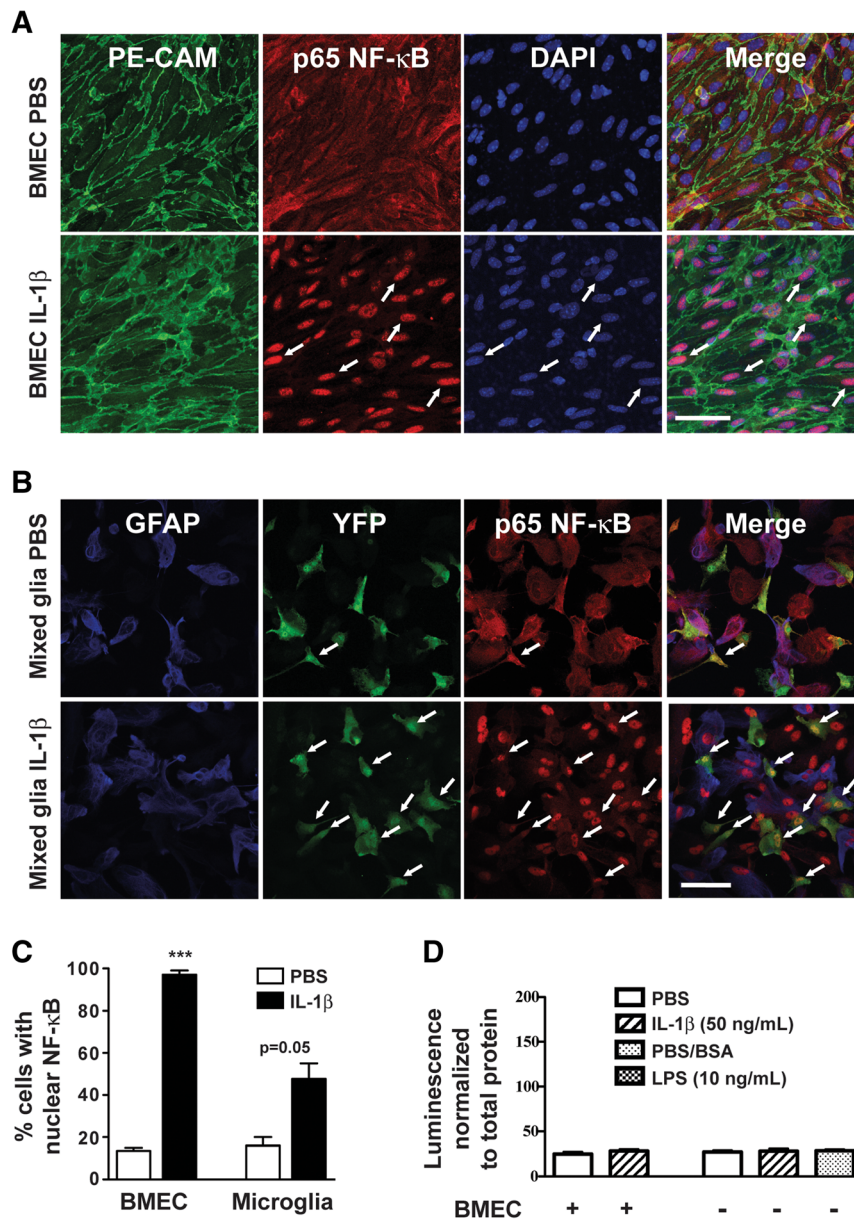 A
PE-CAM p65 NF-κB DAPI Merge
BMEC PBS
BMEC IL-1β
B
GFAP YFP p65 NF-κB Merge
Mixed glia PBS
Mixed glia IL-1β
C
% cells with
nuclear NF-κB
100
80
60
40
20
0
***
p=0.05
PBS
IL-1β
BMEC Microglia
D
Luminescence
normalized
to total protein
200
150
100
50
0
PBS
IL-1β (50 ng/mL)
PBS/BSA
LPS (10 ng/mL)
BMEC + + - - -